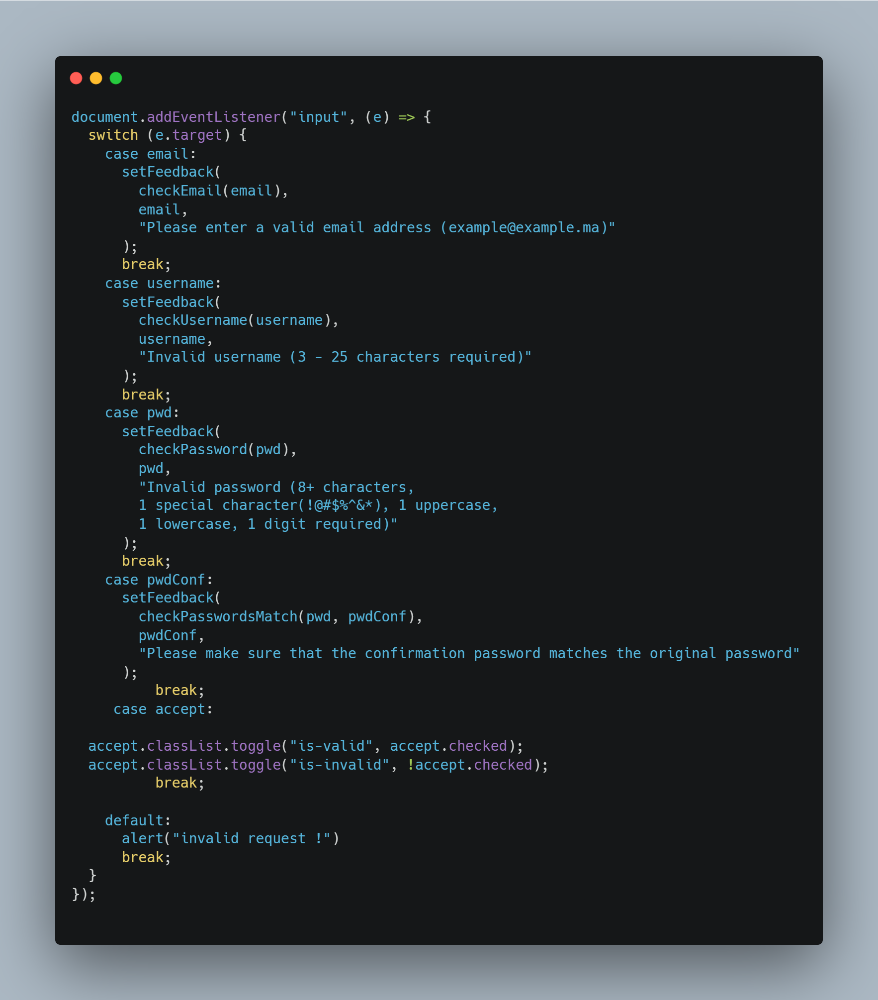 document.addEventListener("input", (e) => {
  switch (e.target) {
    case email:
      setFeedback(
        checkEmail(email),
        email,
        "Please enter a valid email address (example@example.ma)"
      );
      break;
    case username:
      setFeedback(
        checkUsername(username),
        username,
        "Invalid username (3 - 25 characters required)"
      );
      break;
    case pwd:
      setFeedback(
        checkPassword(pwd),
        pwd,
        "Invalid password (8+ characters,
        1 special character(!@#$%^&*), 1 uppercase,
        1 lowercase, 1 digit required)"
      );
      break;
    case pwdConf:
      setFeedback(
        checkPasswordsMatch(pwd, pwdConf),
        pwdConf,
        "Please make sure that the confirmation password matches the original password"
      );
          break;
     case accept:

  accept.classList.toggle("is-valid", accept.checked);
  accept.classList.toggle("is-invalid", !accept.checked);
          break;

    default:
      alert("invalid request !")
      break;
  }
});